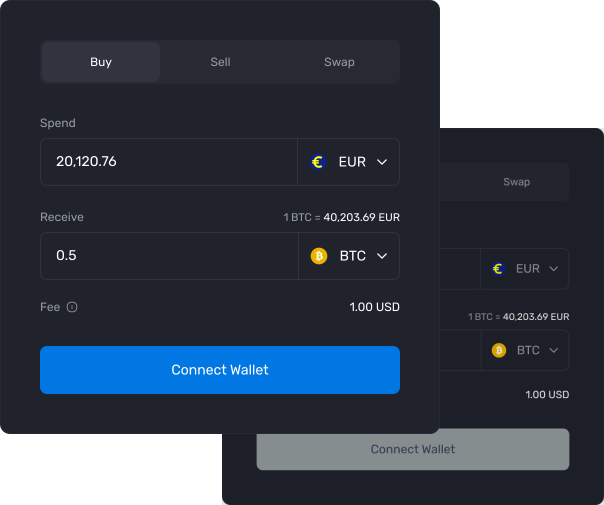 Buy Sell Swap
Spend
20,120.76 € EUR
Receive 1 BTC = 40,203.69 EUR
0.5 BTC
Fee 1.00 USD
Connect Wallet
Swap
€ EUR
1 BTC = 40,203.69 EUR
BTC
1.00 USD
Connect Wallet